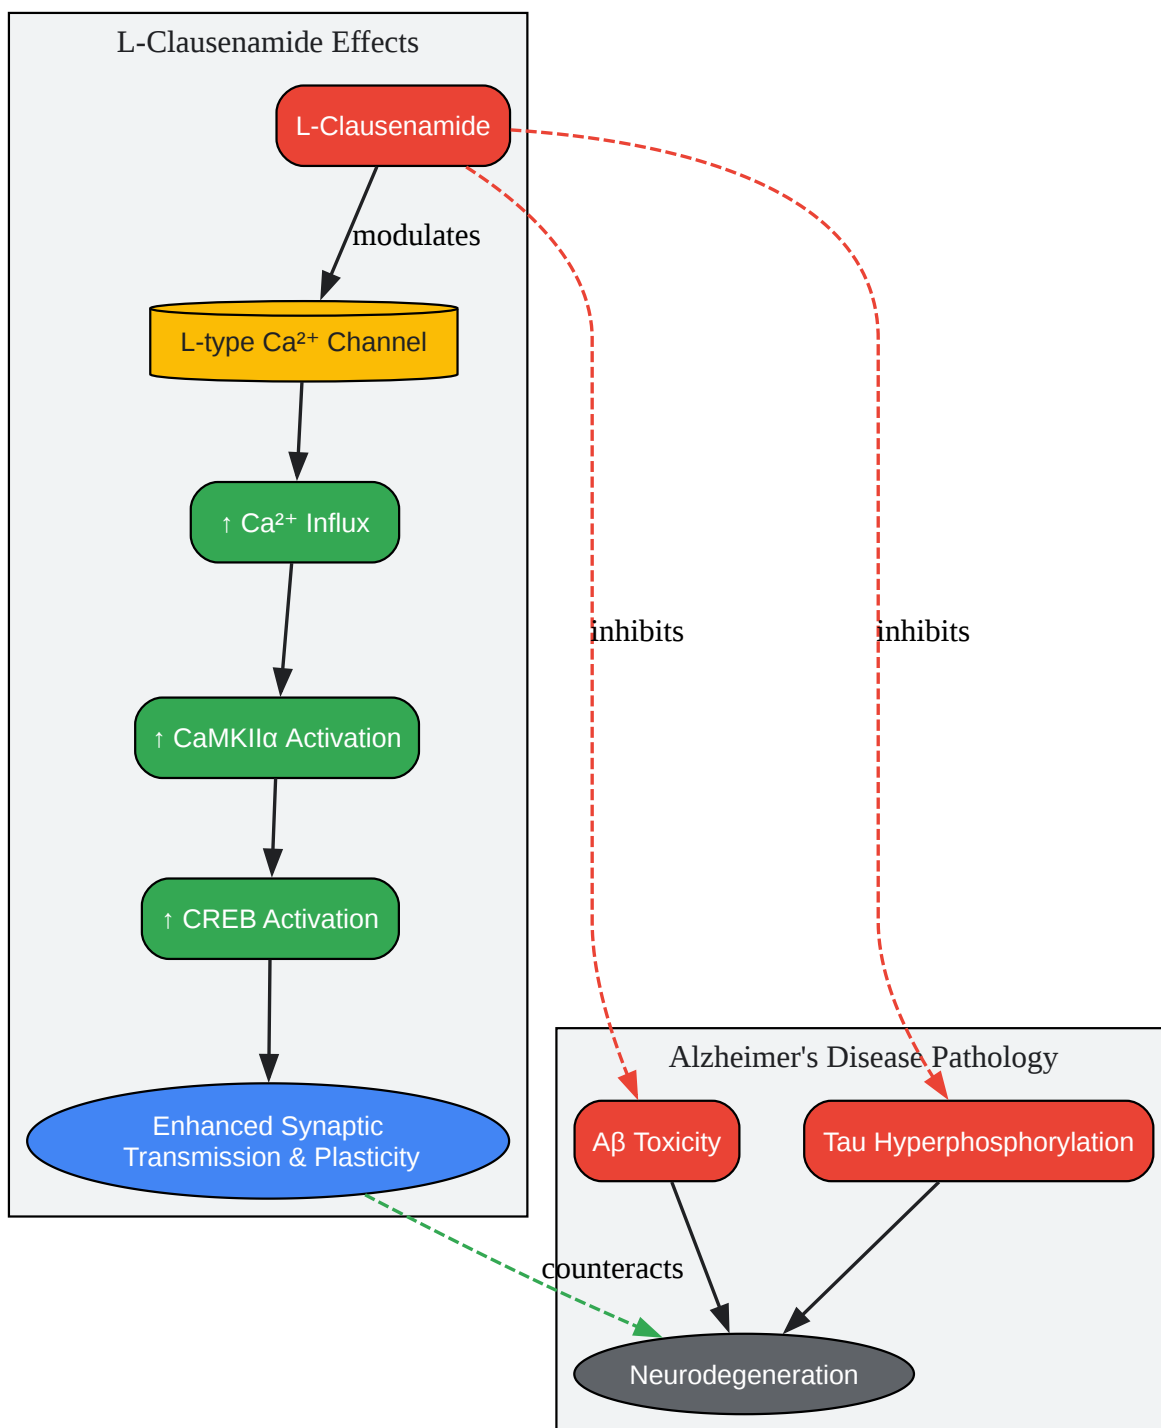 L-Clausenamide Effects
L-Clausenamide
modulates
L-type Ca²⁺ Channel
↑ Ca²⁺ Influx
inhibits
inhibits
↑ CaMKIIα Activation
↑ CREB Activation
Alzheimer's Disease Pathology
Enhanced Synaptic
Transmission & Plasticity
Aβ Toxicity
Tau Hyperphosphorylation
counteracts
Neurodegeneration